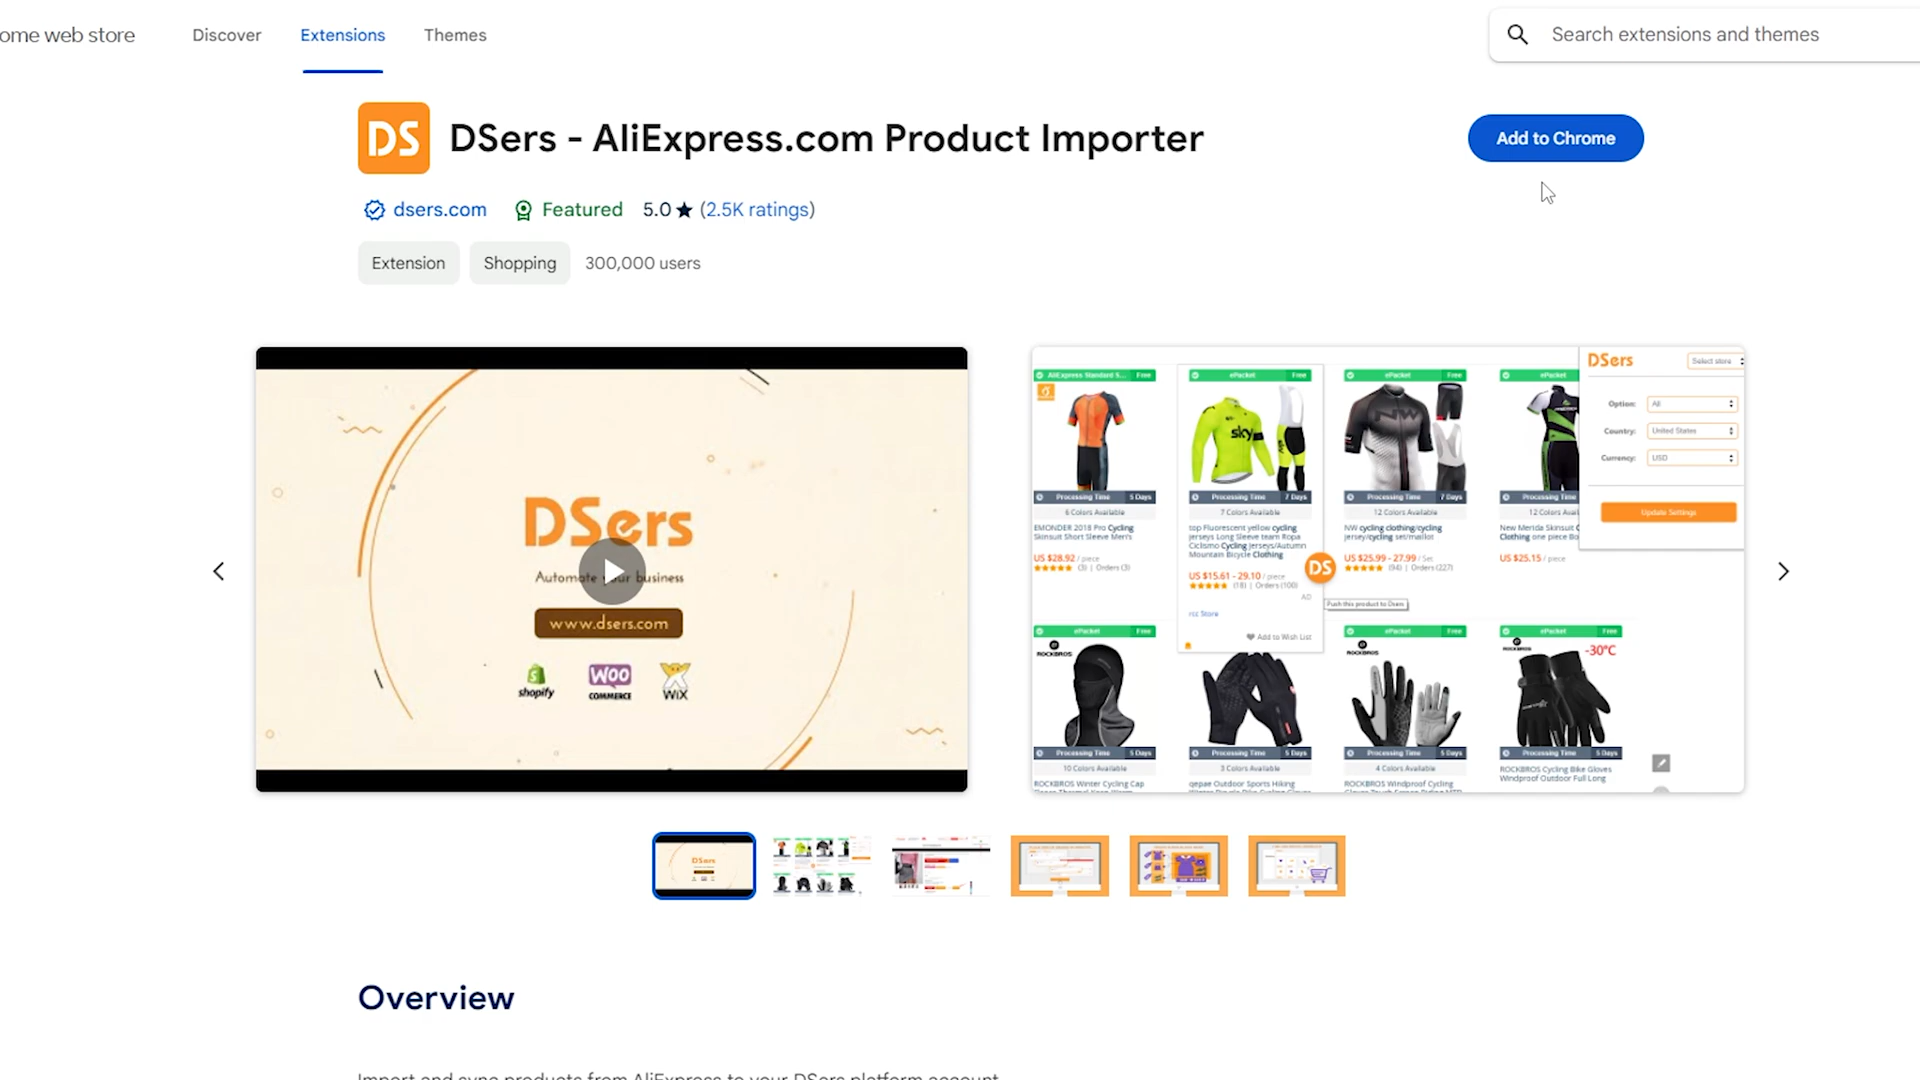 ome web store
Discover
Extensions
Themes
Search extensions and themes
DS
DSers - AliExpress.com Product Importer
Add to Chrome
dsers.com
Featured
5.0 ★ (2.5K ratings)
Extension
Shopping
300,000 users
DSers
Automate your business
www.dsers.com
shopify
WOO
COMMERCE
WiX
DSers
Select store
Option: All
Country: United States
Currency: USD
Update Settings
AliExpress Standard S... Free
ePacket Free
ePacket Free
ePacket
sky
NW
Processing Time 5 Days
Processing Time 7 Days
Processing Time 7 Days
Processing Time
6 Colors Available
7 Colors Available
12 Colors Available
12 Colors Avail
EMONDER 2018 Pro Cycling
Skinsuit Short Sleeve Men's
US $28.92 / piece
(3) | Orders (3)
top Fluorescent yellow cycling
jerseys Long Sleeve team Ropa
Ciclismo Cycling Jerseys/Autumn
Mountain Bicycle Clothing
US $15.61 - 29.10 / piece
(18) | Orders (100)
AD
rcc Store
Add to Wish List
NW cycling clothing/cycling
jersey/cycling set/maillot
US $25.99 - 27.99 / Set
(94) | Orders (227)
New Merida Skinsuit C
Clothing one piece Bo
US $25.15 / piece
DS
Push this product to Dsers
ePacket Free
ePacket Free
ePacket Free
ROCKBROS
ROCKBROS
ROCKBROS
-30°C
Processing Time 5 Days
Processing Time 5 Days
Processing Time 5 Days
Processing Time 5 Days
10 Colors Available
3 Colors Available
4 Colors Available
ROCKBROS Winter Cycling Cap
qepae Outdoor Sports Hiking
ROCKBROS Windproof Cycling
ROCKBROS Cycling Bike Gloves
Windproof Outdoor Full Long
DSers
Overview
Import and sync products from AliExpress to your DSers platform account